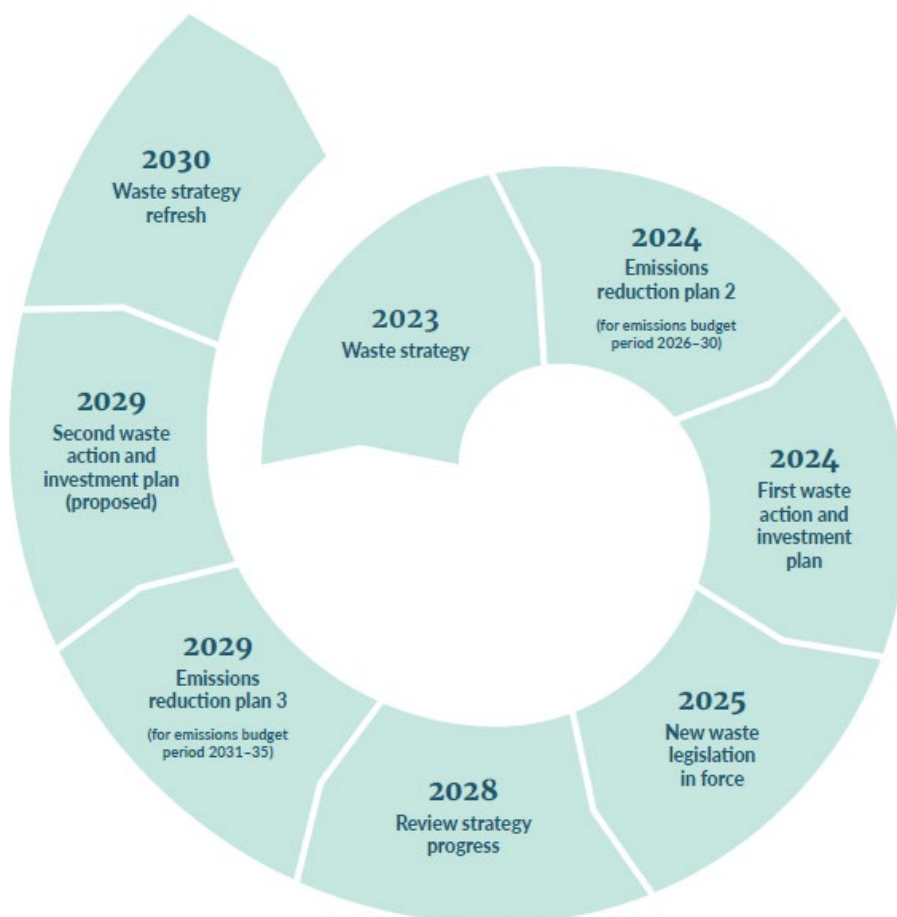 2023
Waste strategy
2024
Emissions
reduction plan 2
(for emissions budget
period 2026–30)
2024
First waste
action and
investment
plan
2025
New waste
legislation
in force
2028
Review strategy
progress
2029
Emissions
reduction plan 3
(for emissions budget
period 2031–35)
2029
Second waste
action and
investment plan
(proposed)
2030
Waste strategy
refresh